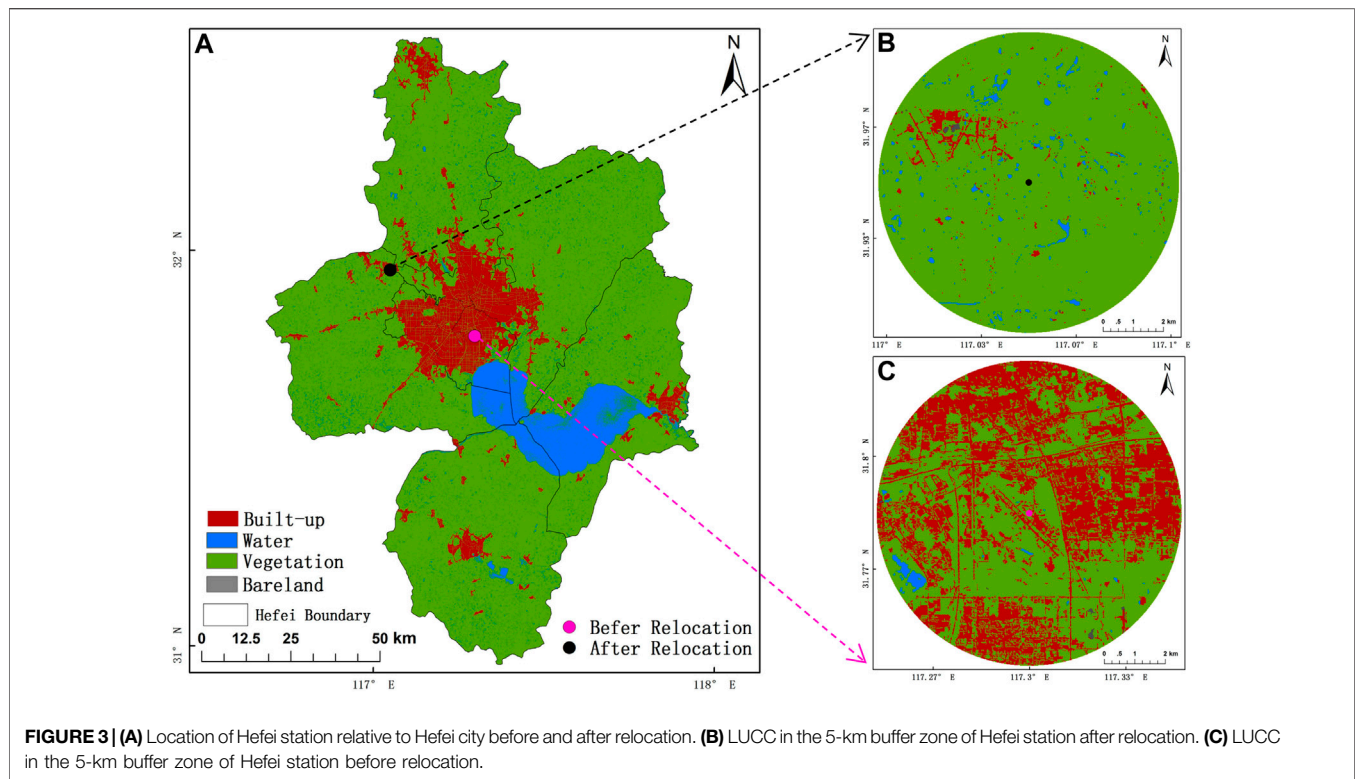 A
N
32° N
31° N
Built-up
Water
Vegetation
Bareland
Hefei Boundary
0 12.5 25 50 km
Befer Relocation
After Relocation
117° E
118° E
B
N
31.97° N
31.93° N
0 .5 1 2 km
117° E
117.03° E
117.07° E
117.1° E
C
N
31.8° N
31.77° N
0 .5 1 2 km
117.27° E
117.3° E
117.33° E
FIGURE 3 | (A) Location of Hefei station relative to Hefei city before and after relocation. (B) LUCC in the 5-km buffer zone of Hefei station after relocation. (C) LUCC
in the 5-km buffer zone of Hefei station before relocation.